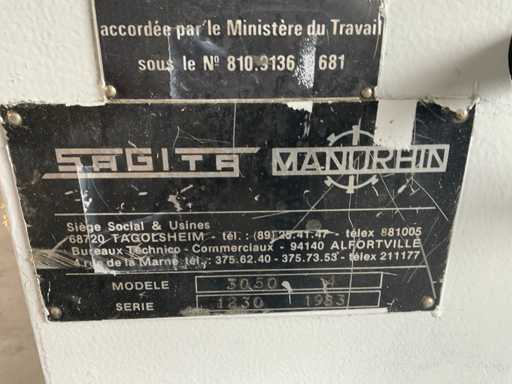 accordée par le Ministère du Travail
sous le Nº 810.9136 681
SAGITA MANURHIN
Siège Social & Usines
68720 TAGOLSHEIM - tél. : (89) 25.41.47 - télex 881005
Bureaux Technico - Commerciaux - 94140 ALFORTVILLE
4 rue de la Marne tél. : 375.62.40 - 375.73.53 - télex 211177
MODELE 3050 A
SERIE 1230 1983